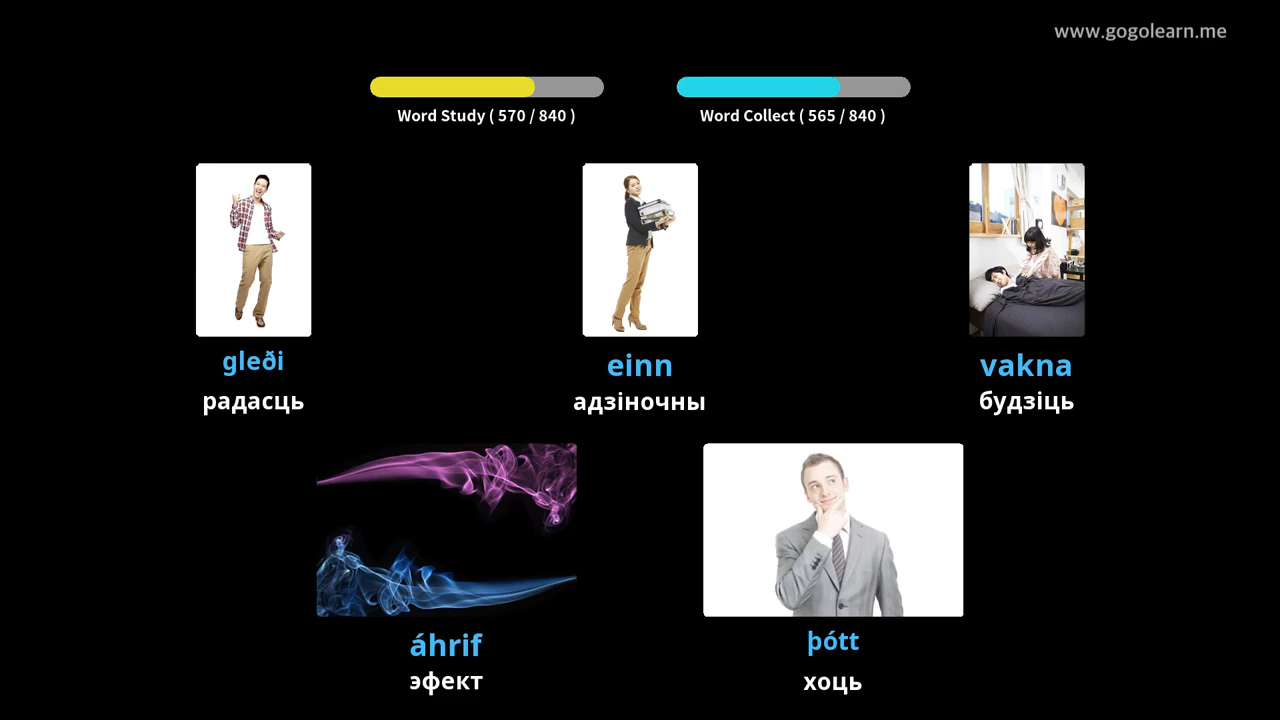 www.gogolearn.me
Word Study ( 570 / 840 )
Word Collect ( 565 / 840 )
gleði
einn
vakna
радасць
адзіночны
будзіць
áhrif
þótt
эфект
хоць